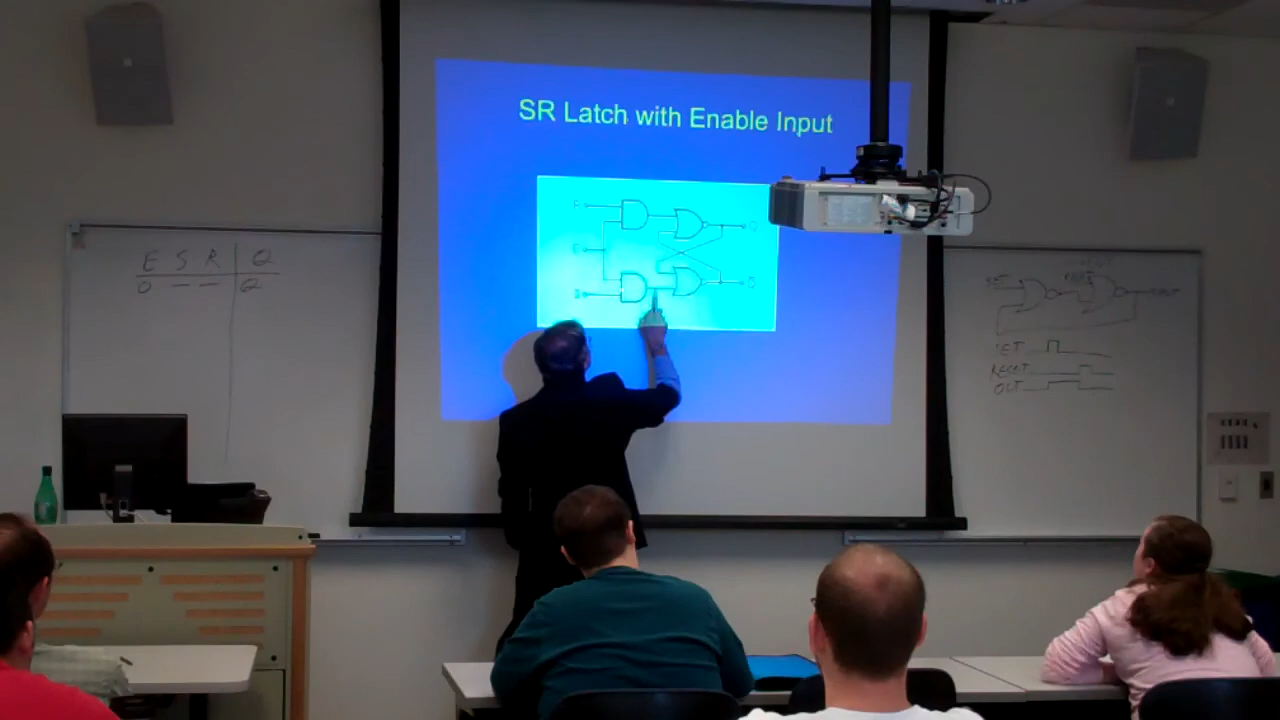 SR Latch with Enable Input
E S R Q
0 — — Q
SET
RESET
OUT